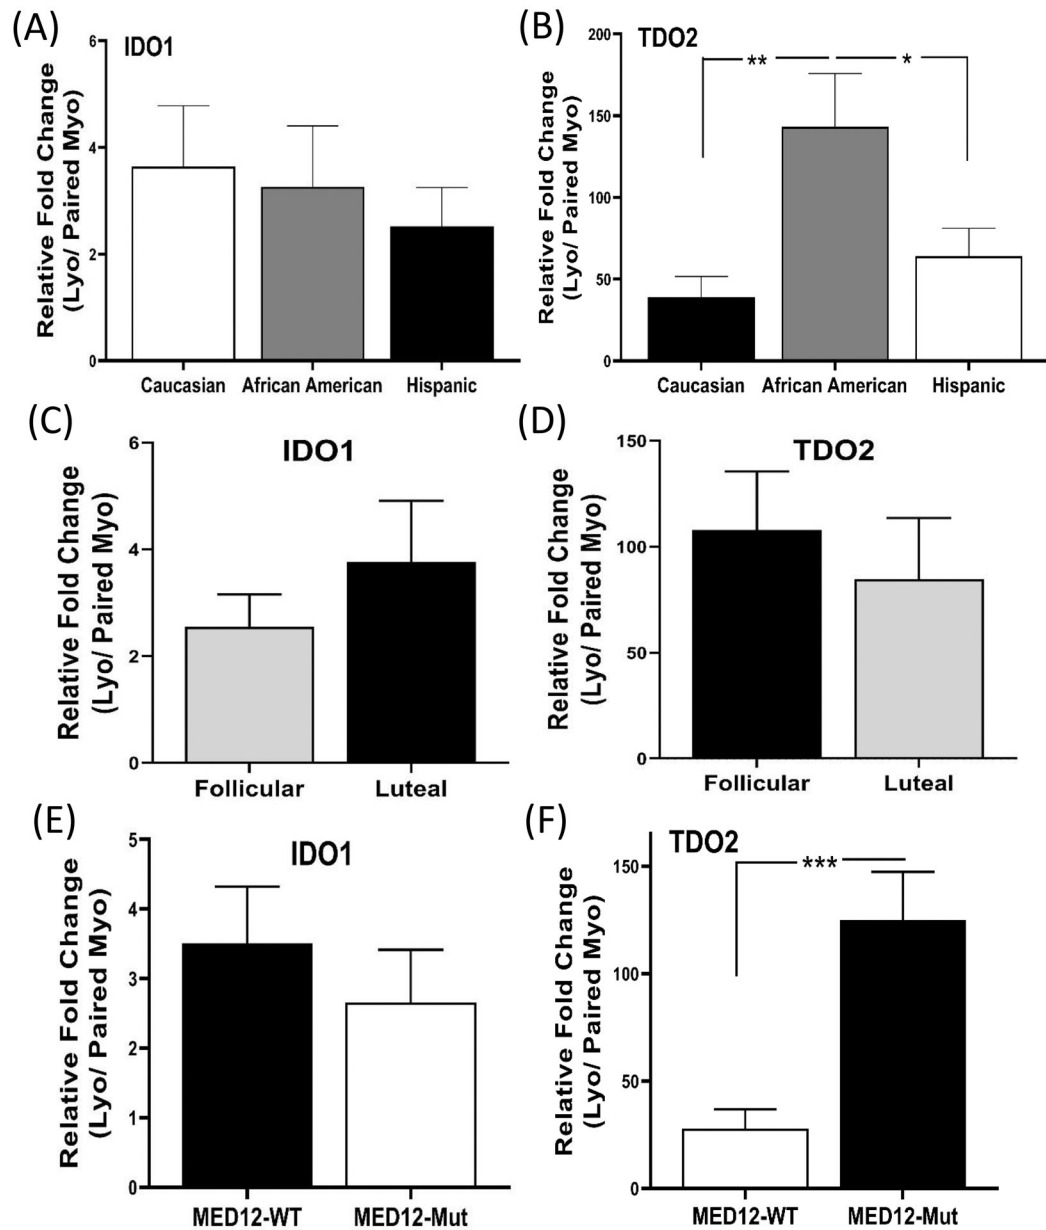 (A)
IDO1
Relative Fold Change
(Lyo/ Paired Myo)
6
4
2
0
Caucasian African American Hispanic
(B)
TDO2
Relative Fold Change
(Lyo/ Paired Myo)
200
150
100
50
0
** *
Caucasian African American Hispanic
(C)
IDO1
Relative Fold Change
(Lyo/ Paired Myo)
6
4
2
0
Follicular Luteal
(D)
TDO2
Relative Fold Change
(Lyo/ Paired Myo)
150
100
50
0
Follicular Luteal
(E)
IDO1
Relative Fold Change
(Lyo/ Paired Myo)
5
4
3
2
1
0
MED12-WT MED12-Mut
(F)
TDO2
Relative Fold Change
(Lyo/ Paired Myo)
150
100
50
0
***
MED12-WT MED12-Mut